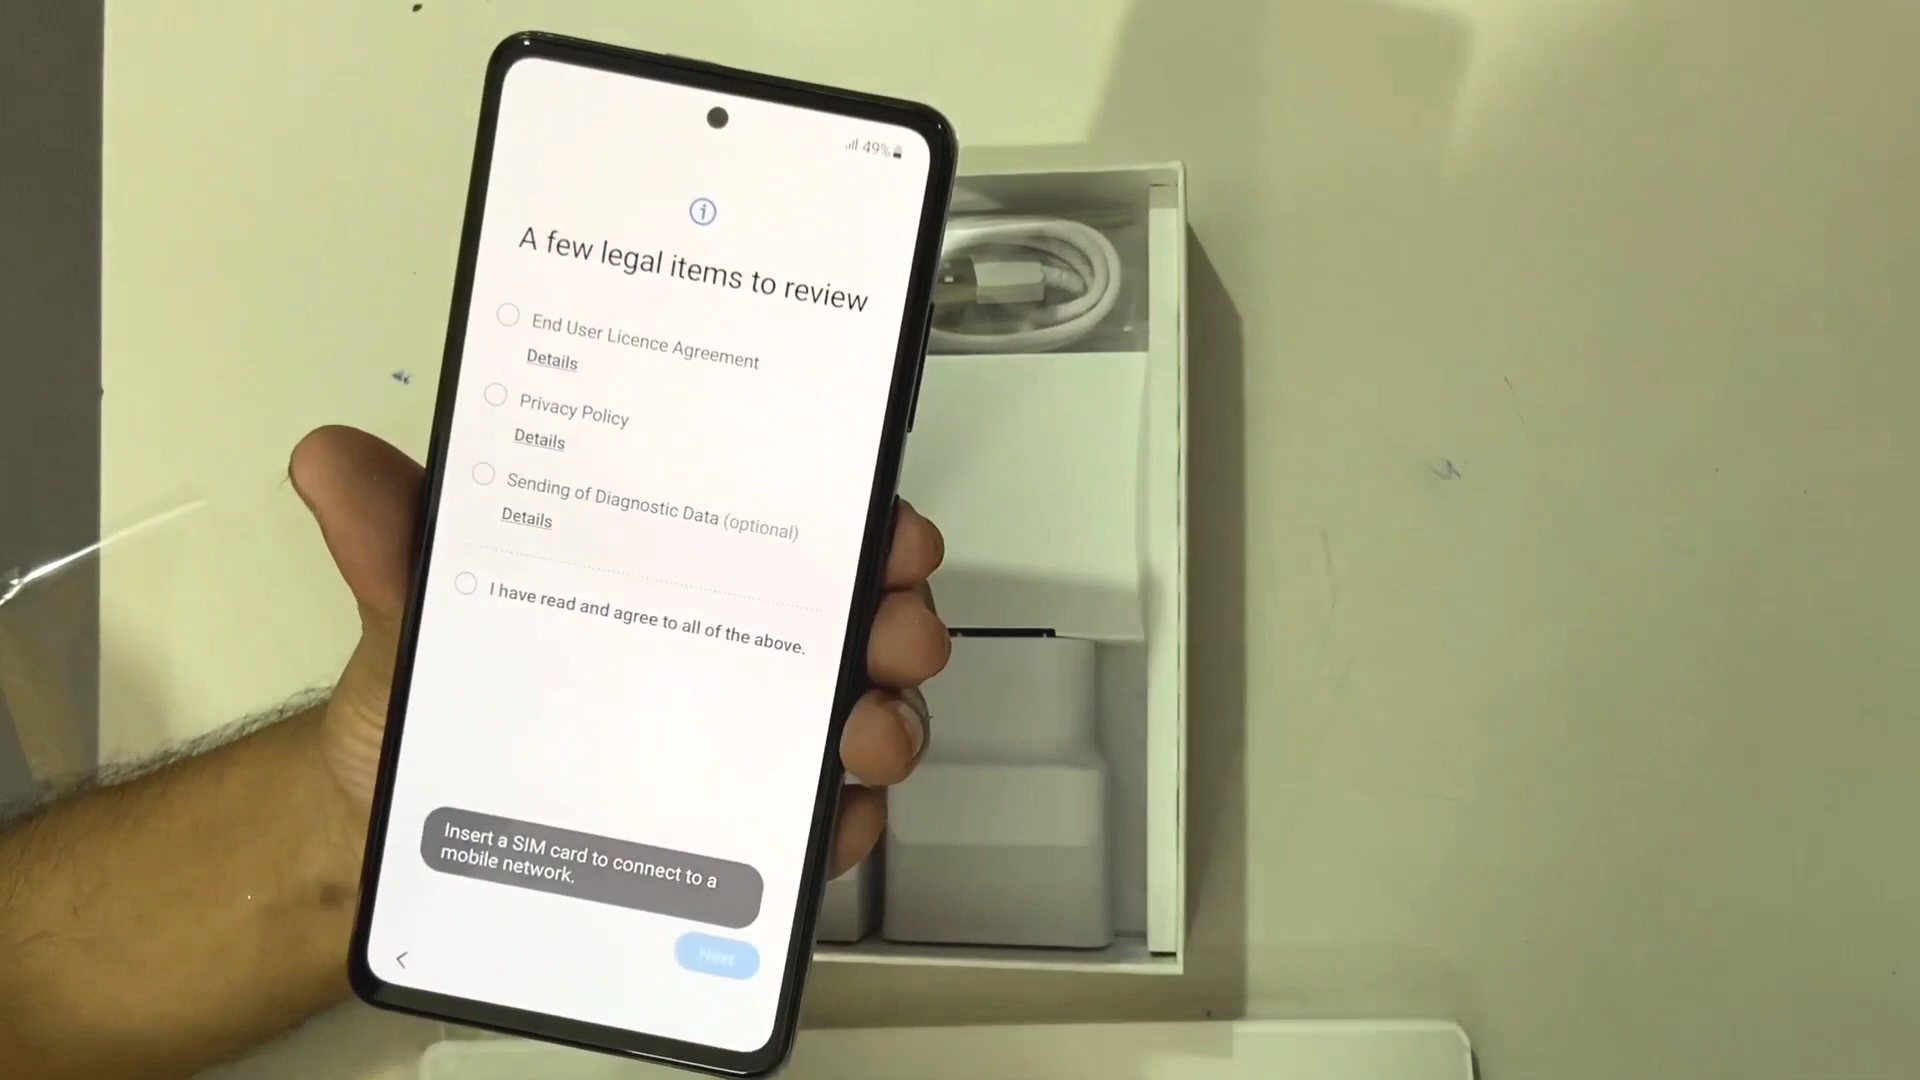 49%
A few legal items to review
End User Licence Agreement
Details
Privacy Policy
Details
Sending of Diagnostic Data (optional)
Details
I have read and agree to all of the above.
Insert a SIM card to connect to a
mobile network.
Next